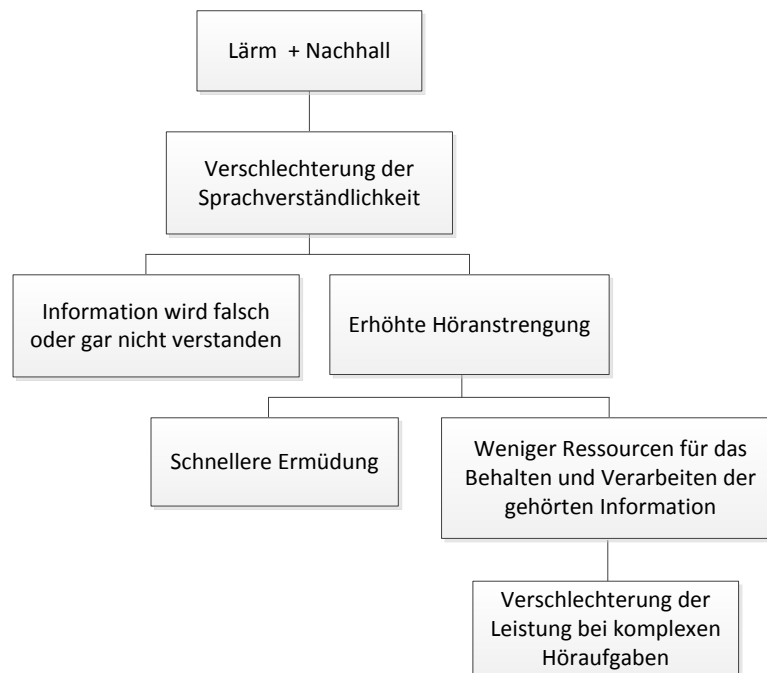 Lärm + Nachhall
Verschlechterung der
Sprachverständlichkeit
Information wird falsch
oder gar nicht verstanden
Erhöhte Höranstrengung
Schnellere Ermüdung
Weniger Ressourcen für das
Behalten und Verarbeiten der
gehörten Information
Verschlechterung der
Leistung bei komplexen
Höraufgaben